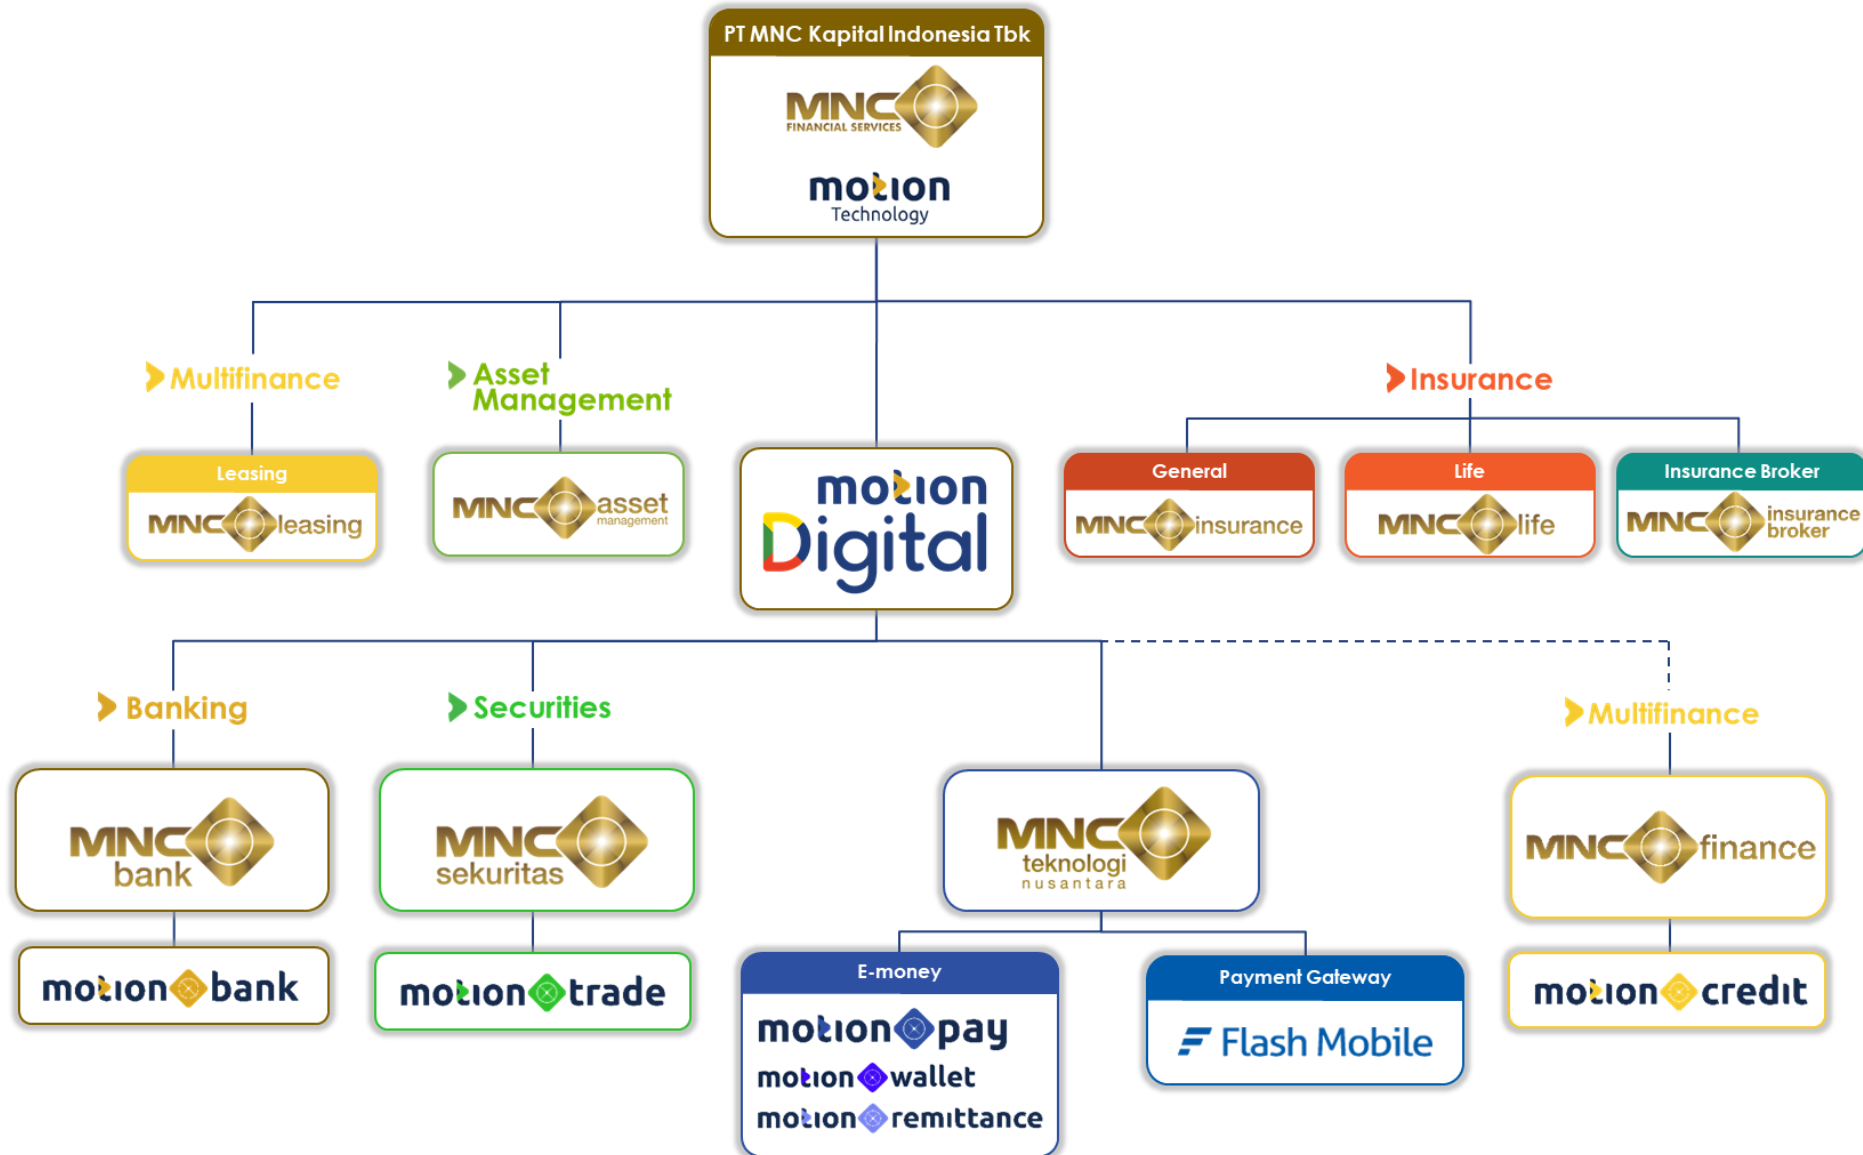 PT MNC Kapital Indonesia Tbk
MNC
FINANCIAL SERVICES
motion
Technology
Multifinance
Asset
Management
Insurance
Leasing
MNC leasing
MNC asset
management
motion
Digital
General
MNC insurance
Life
MNC life
Insurance Broker
MNC insurance
broker
Banking
Securities
Multifinance
MNC
bank
MNC
sekuritas
MNC
teknologi
nusantara
MNC finance
motion bank
motion trade
E-money
motion pay
motion wallet
motion remittance
Payment Gateway
Flash Mobile
motion credit